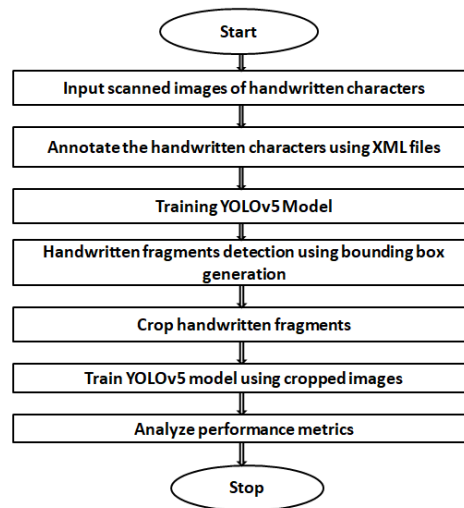 Start
Input scanned images of handwritten characters
Annotate the handwritten characters using XML files
Training YOLOv5 Model
Handwritten fragments detection using bounding box
generation
Crop handwritten fragments
Train YOLOv5 model using cropped images
Analyze performance metrics
Stop